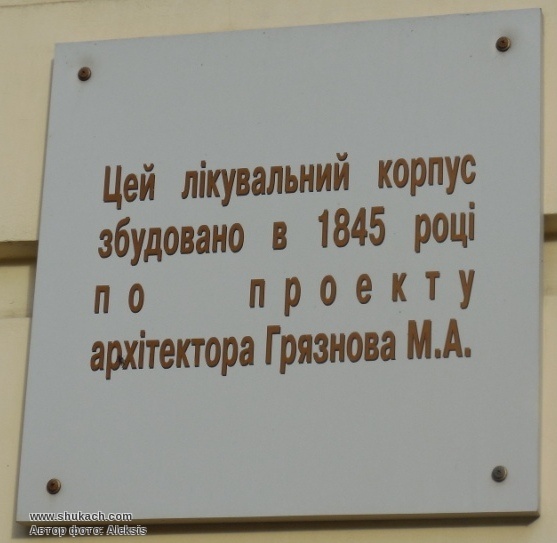 Цей лікувальний корпус
збудовано в 1845 році
по проекту
архітектора Грязнова М.А.
www.shukach.com
Автор фото: Aleksis